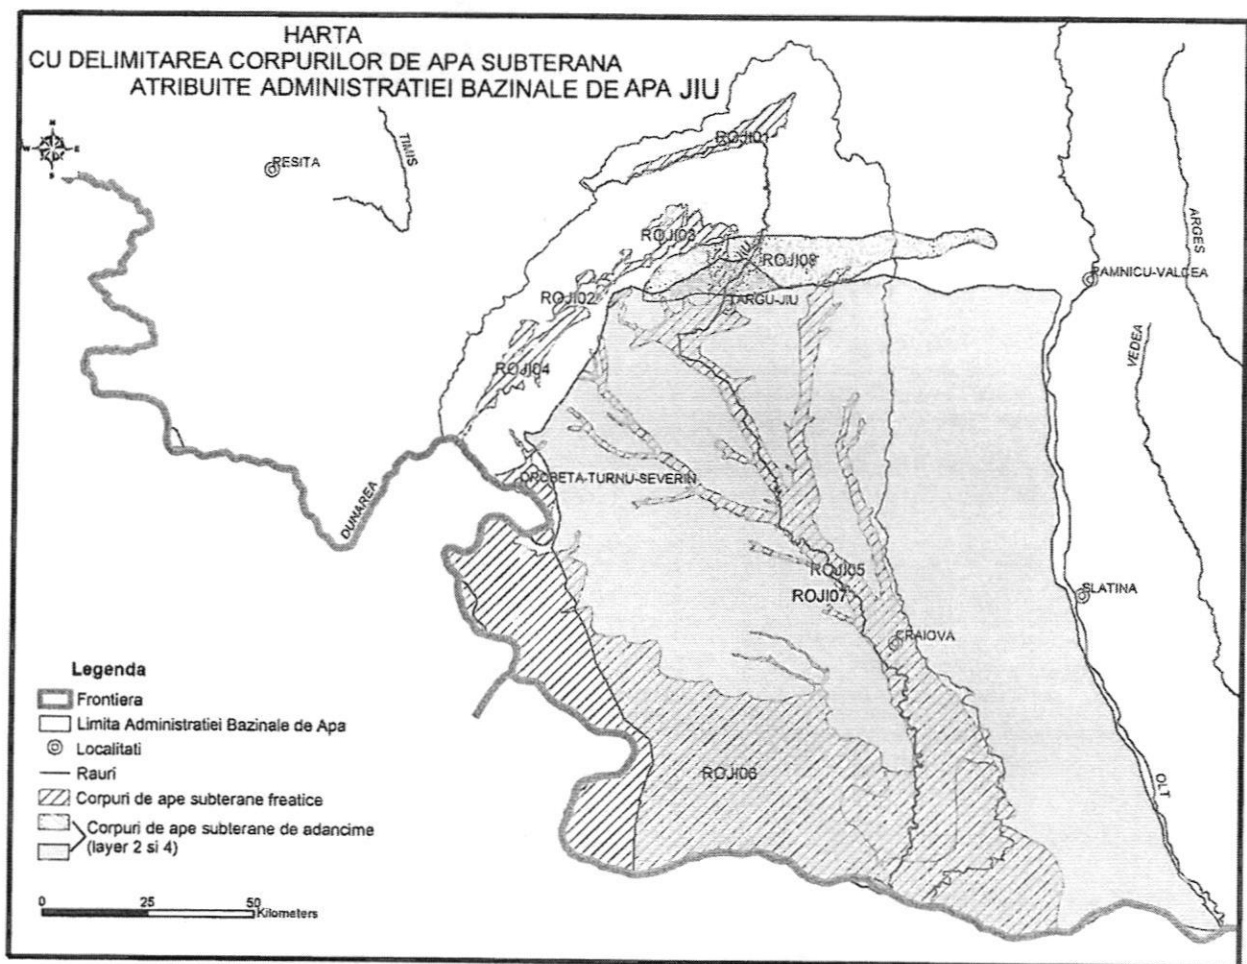 HARTA
CU DELIMITAREA CORPURILOR DE APA SUBTERANA
ATRIBUITE ADMINISTRATIEI BAZINALE DE APA JIU
N
W E
S
RESITA
TIMIS
ROJI01
ARGES
ROJI03
JIU
ROJI08
RAMNICU-VALCEA
ROJI02
TARGU-JIU
VEDEA
ROJI04
DROBETA-TURNU-SEVERIN
DUNAREA
ROJI05
ROJI07
SLATINA
CRAIOVA
ROJI06
OLT
Legenda
Frontiera
Limita Administratiei Bazinale de Apa
Localitati
Rauri
Corpuri de ape subterane freatice
Corpuri de ape subterane de adancime
(layer 2 si 4)
0 25 50
Kilometers